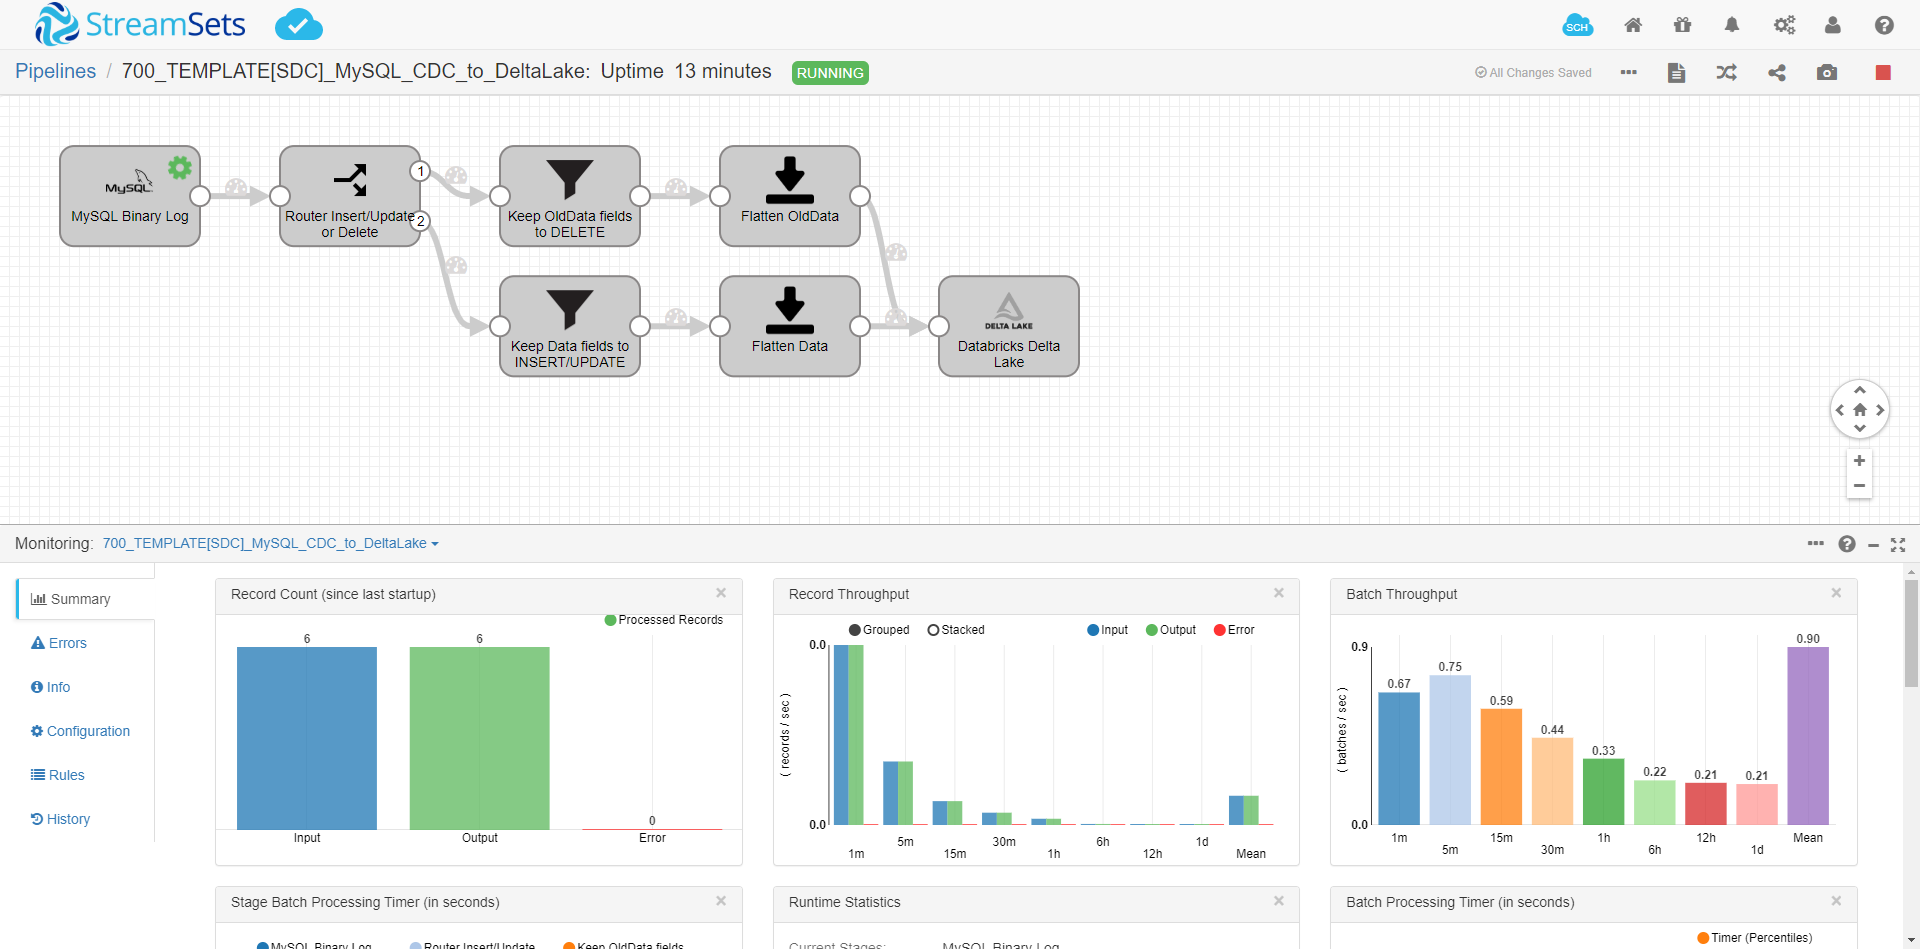 StreamSets
SCH
Pipelines / 700_TEMPLATE[SDC]_MySQL_CDC_to_DeltaLake: Uptime 13 minutes RUNNING
All Changes Saved
MySQL
MySQL Binary Log
Router Insert/Update
or Delete
1
2
Keep OldData fields
to DELETE
Flatten OldData
Keep Data fields to
INSERT/UPDATE
Flatten Data
DELTA LAKE
Databricks Delta
Lake
Monitoring: 700_TEMPLATE[SDC]_MySQL_CDC_to_DeltaLake
Summary
Errors
Info
Configuration
Rules
History
Record Count (since last startup)
Processed Records
6
6
0
Input
Output
Error
Record Throughput
Grouped
Stacked
Input
Output
Error
0.0
( records / sec )
0.0
1m
5m
15m
30m
1h
6h
12h
1d
Mean
Batch Throughput
0.9
( batches / sec )
0.0
0.67
0.75
0.59
0.44
0.33
0.22
0.21
0.21
0.90
1m
5m
15m
30m
1h
6h
12h
1d
Mean
Stage Batch Processing Timer (in seconds)
MySQL Binary Log
Router Insert/Update
Keep OldData fields
Runtime Statistics
Current Stages:
MySQL Binary Log
Batch Processing Timer (in seconds)
Timer (Percentiles)